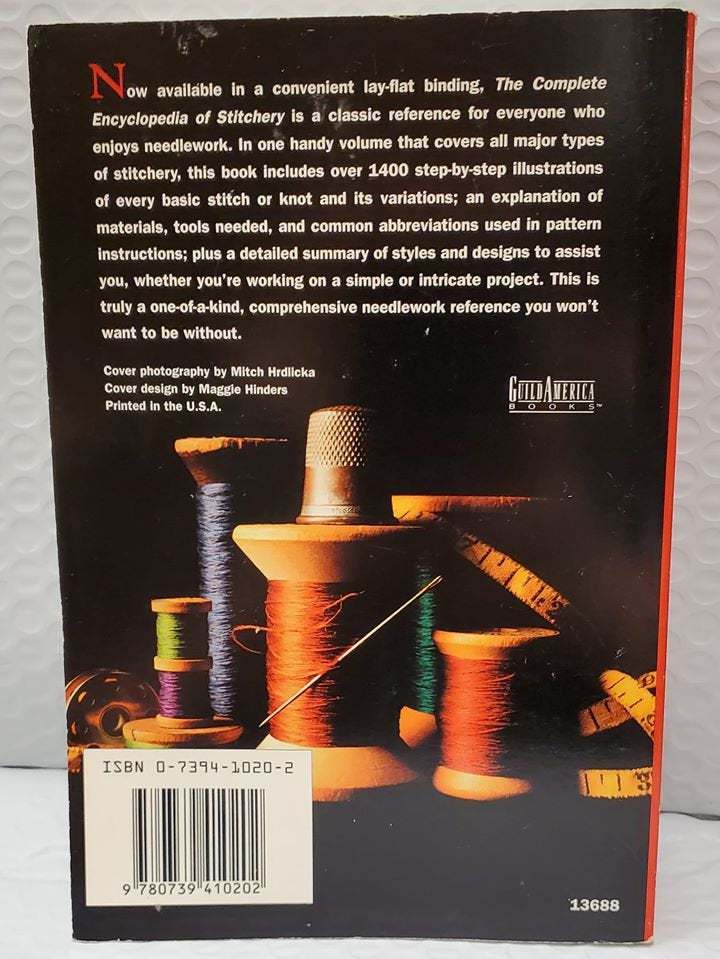 Now available in a convenient lay-flat binding, The Complete
Encyclopedia of Stitchery is a classic reference for everyone who
enjoys needlework. In one handy volume that covers all major types
of stitchery, this book includes over 1400 step-by-step illustrations
of every basic stitch or knot and its variations; an explanation of
materials, tools needed, and common abbreviations used in pattern
instructions; plus a detailed summary of styles and designs to assist
you, whether you're working on a simple or intricate project. This is
truly a one-of-a-kind, comprehensive needlework reference you won't
want to be without.
Cover photography by Mitch Hrdlicka
Cover design by Maggie Hinders
Printed in the U.S.A.
GUILDAMERICA
BOOKS™
ISBN 0-7394-1020-2
9 780739 410202
13688